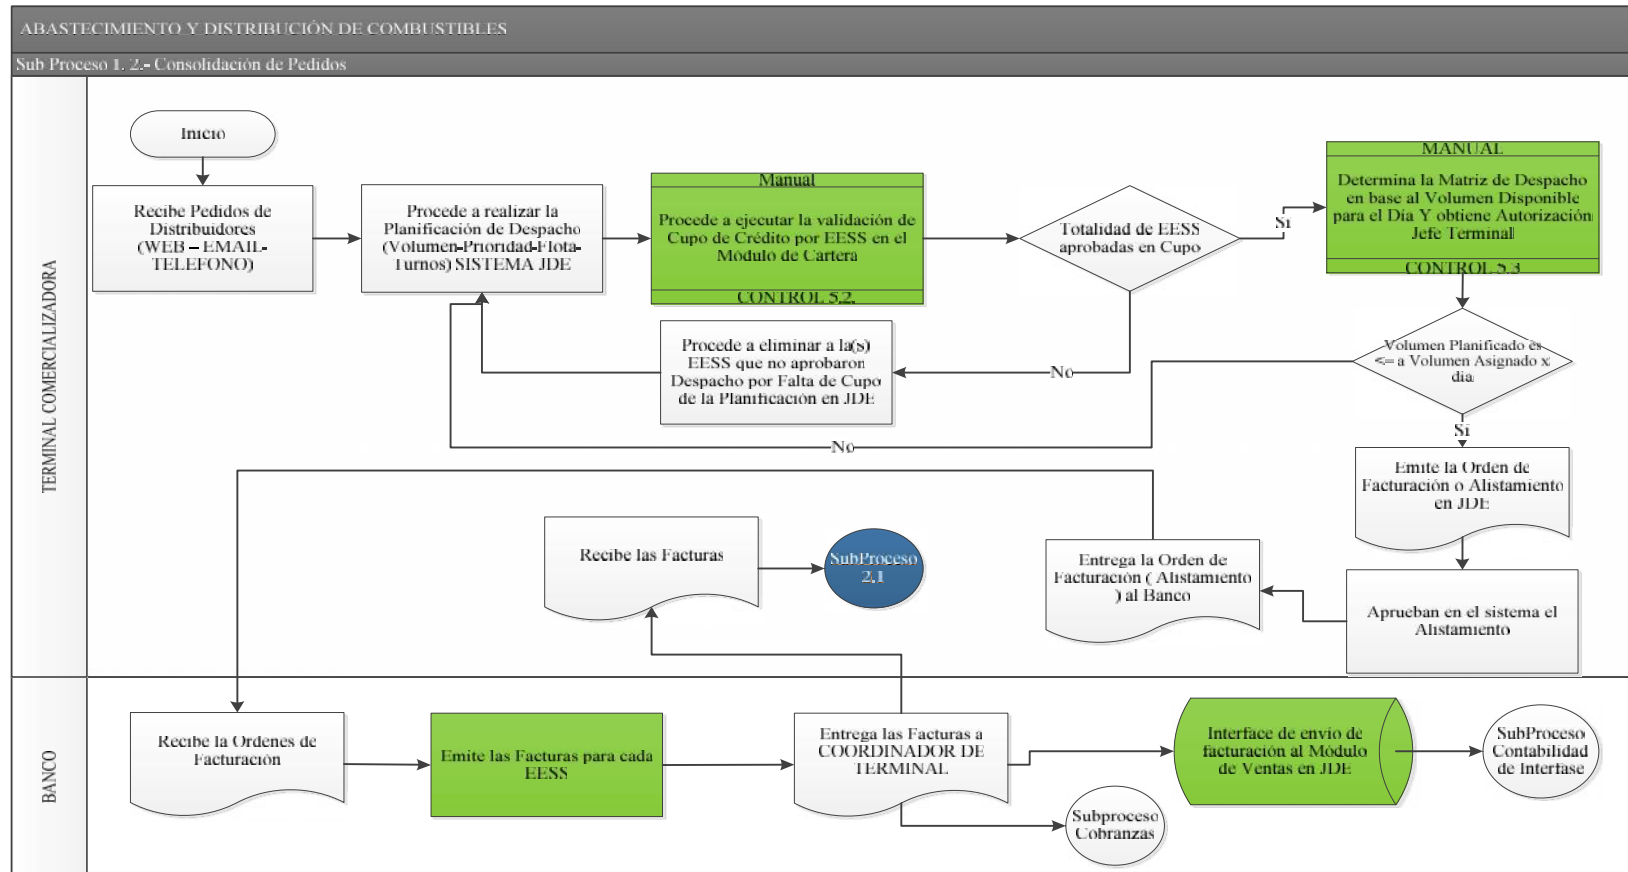 ABASTECIMIENTO Y DISTRIBUCIÓN DE COMBUSTIBLES
Sub Proceso 1. 2.- Consolidación de Pedidos
TERMINAL COMERCIALIZADORA
Inicio
Recibe Pedidos de
Distribuidores
(WEB – EMAIL-
TELEFONO)
Procede a realizar la
Planificación de Despacho
(Volumen-Prioridad-Flota-
Turnos) SISTEMA JDE
Manual
Procede a ejecutar la validación de
Cupo de Crédito por EESS en el
Módulo de Cartera
CONTROL 5.2.
Totalidad de EESS
aprobadas en Cupo
Si
MANUAL
Determina la Matriz de Despacho
en base al Volumen Disponible
para el Día Y obtiene Autorización
Jefe Terminal
CONTROL 5.3
No
Procede a eliminar a la(s)
EESS que no aprobaron
Despacho por Falta de Cupo
de la Planificación en JDE
Volumen Planificado es
<= a Volumen Asignado x
dia
No
Si
Emite la Orden de
Facturación o Alistamiento
en JDE
Aprueban en el sistema el
Alistamiento
Entrega la Orden de
Facturación ( Alistamiento
) al Banco
Recibe las Facturas
SubProceso
2.1
BANCO
Recibe la Ordenes de
Facturación
Emite las Facturas para cada
EESS
Entrega las Facturas a
COORDINADOR DE
TERMINAL
Interface de envío de
facturación al Módulo
de Ventas en JDE
SubProceso
Contabilidad
de Interfase
Subproceso
Cobranzas